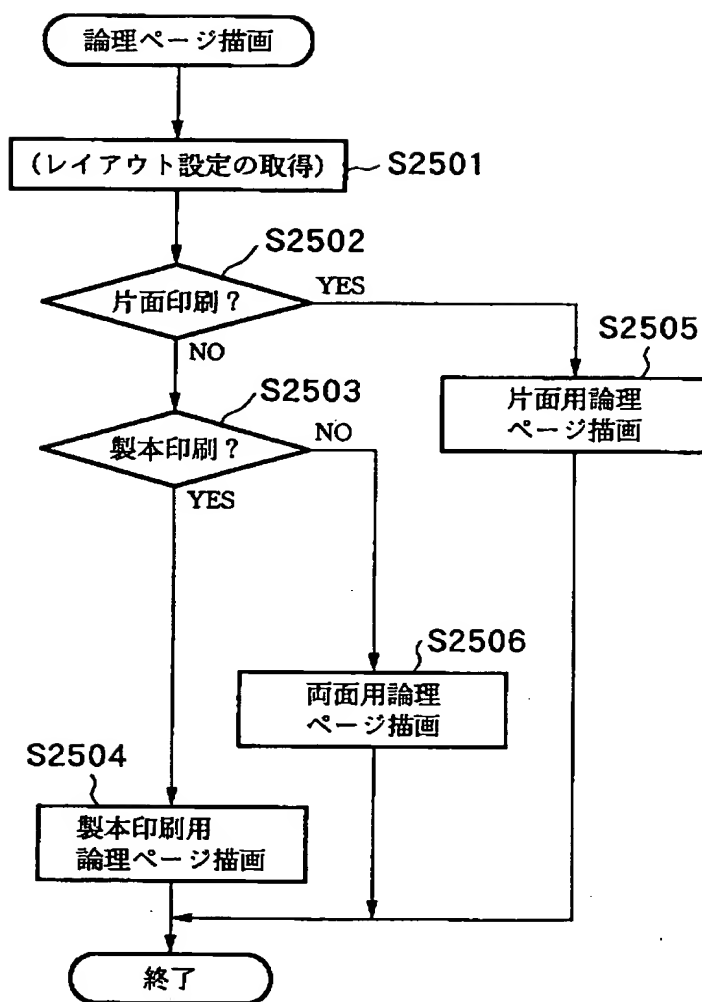 論理ページ描画
(レイアウト設定の取得)
S2501
S2502
片面印刷?
YES
NO
S2505
片面用論理
ページ描画
S2503
製本印刷?
NO
YES
S2506
両面用論理
ページ描画
S2504
製本印刷用
論理ページ描画
終了